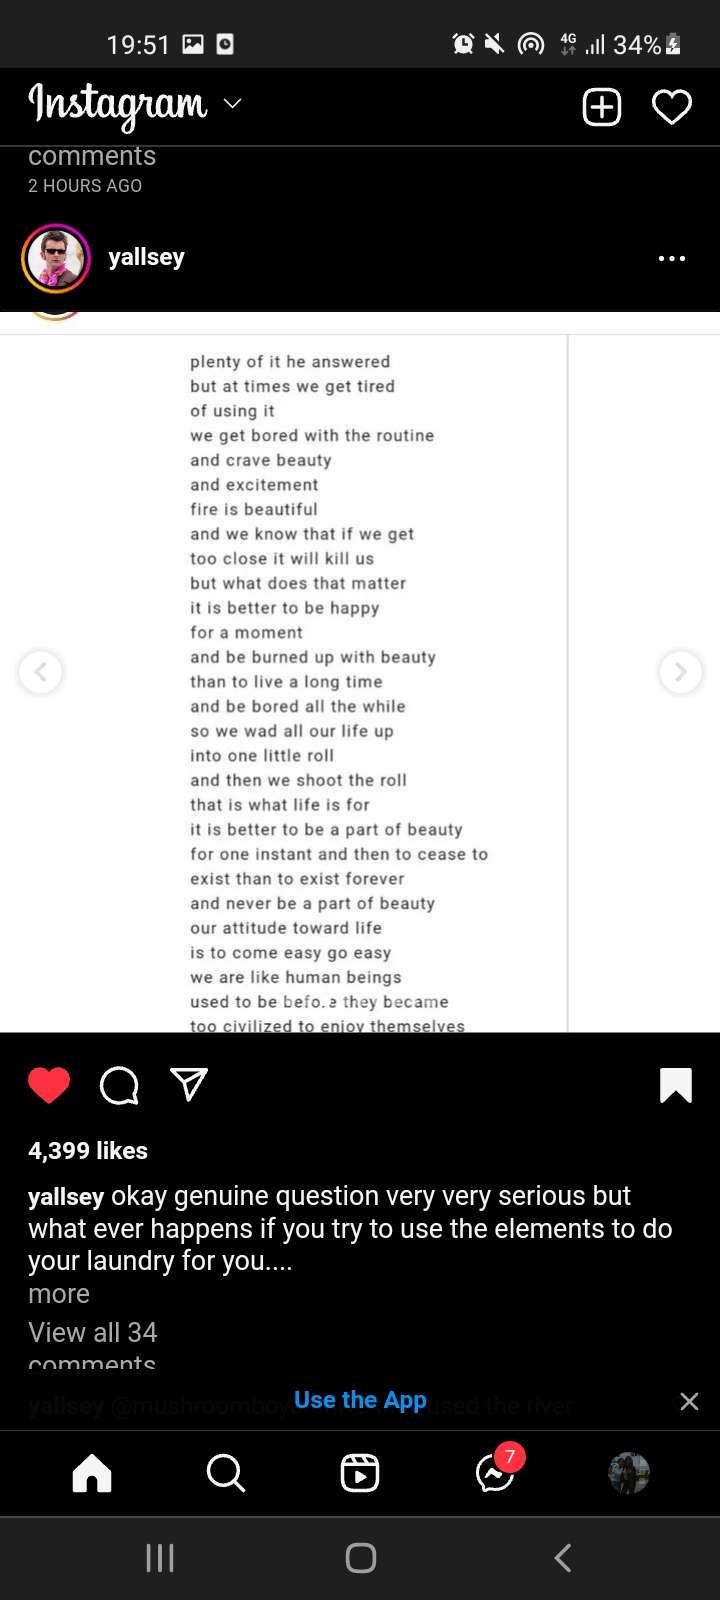 19:51
4G
34%
Instagram
comments
2 HOURS AGO
yallsey
plenty of it he answered
but at times we get tired
of using it
we get bored with the routine
and crave beauty
and excitement
fire is beautiful
and we know that if we get
too close it will kill us
but what does that matter
it is better to be happy
for a moment
and be burned up with beauty
than to live a long time
and be bored all the while
so we wad all our life up
into one little roll
and then we shoot the roll
that is what life is for
it is better to be a part of beauty
for one instant and then to cease to
exist than to exist forever
and never be a part of beauty
our attitude toward life
is to come easy go easy
we are like human beings
used to be before they became
too civilized to enjoy themselves
4,399 likes
yallsey okay genuine question very very serious but
what ever happens if you try to use the elements to do
your laundry for you....
more
View all 34
comments
Use the App
yallsey used the river
7